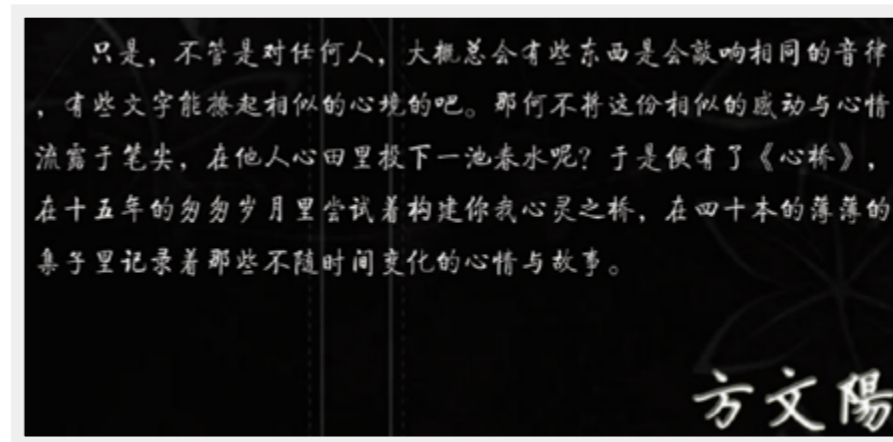 只是，不管是对任何人，大概总会有些东西是会敲响相同的音律
，有些文字能撩起相似的心境的吧。那何不将这份相似的感动与心情
流露于笔尖，在他人心田里投下一池春水呢？于是便有了《心桥》，
在十五年的匆匆岁月里尝试着构建你我心灵之桥，在四十本的薄薄的
集子里记录着那些不随时间变化的心情与故事。
方文陽